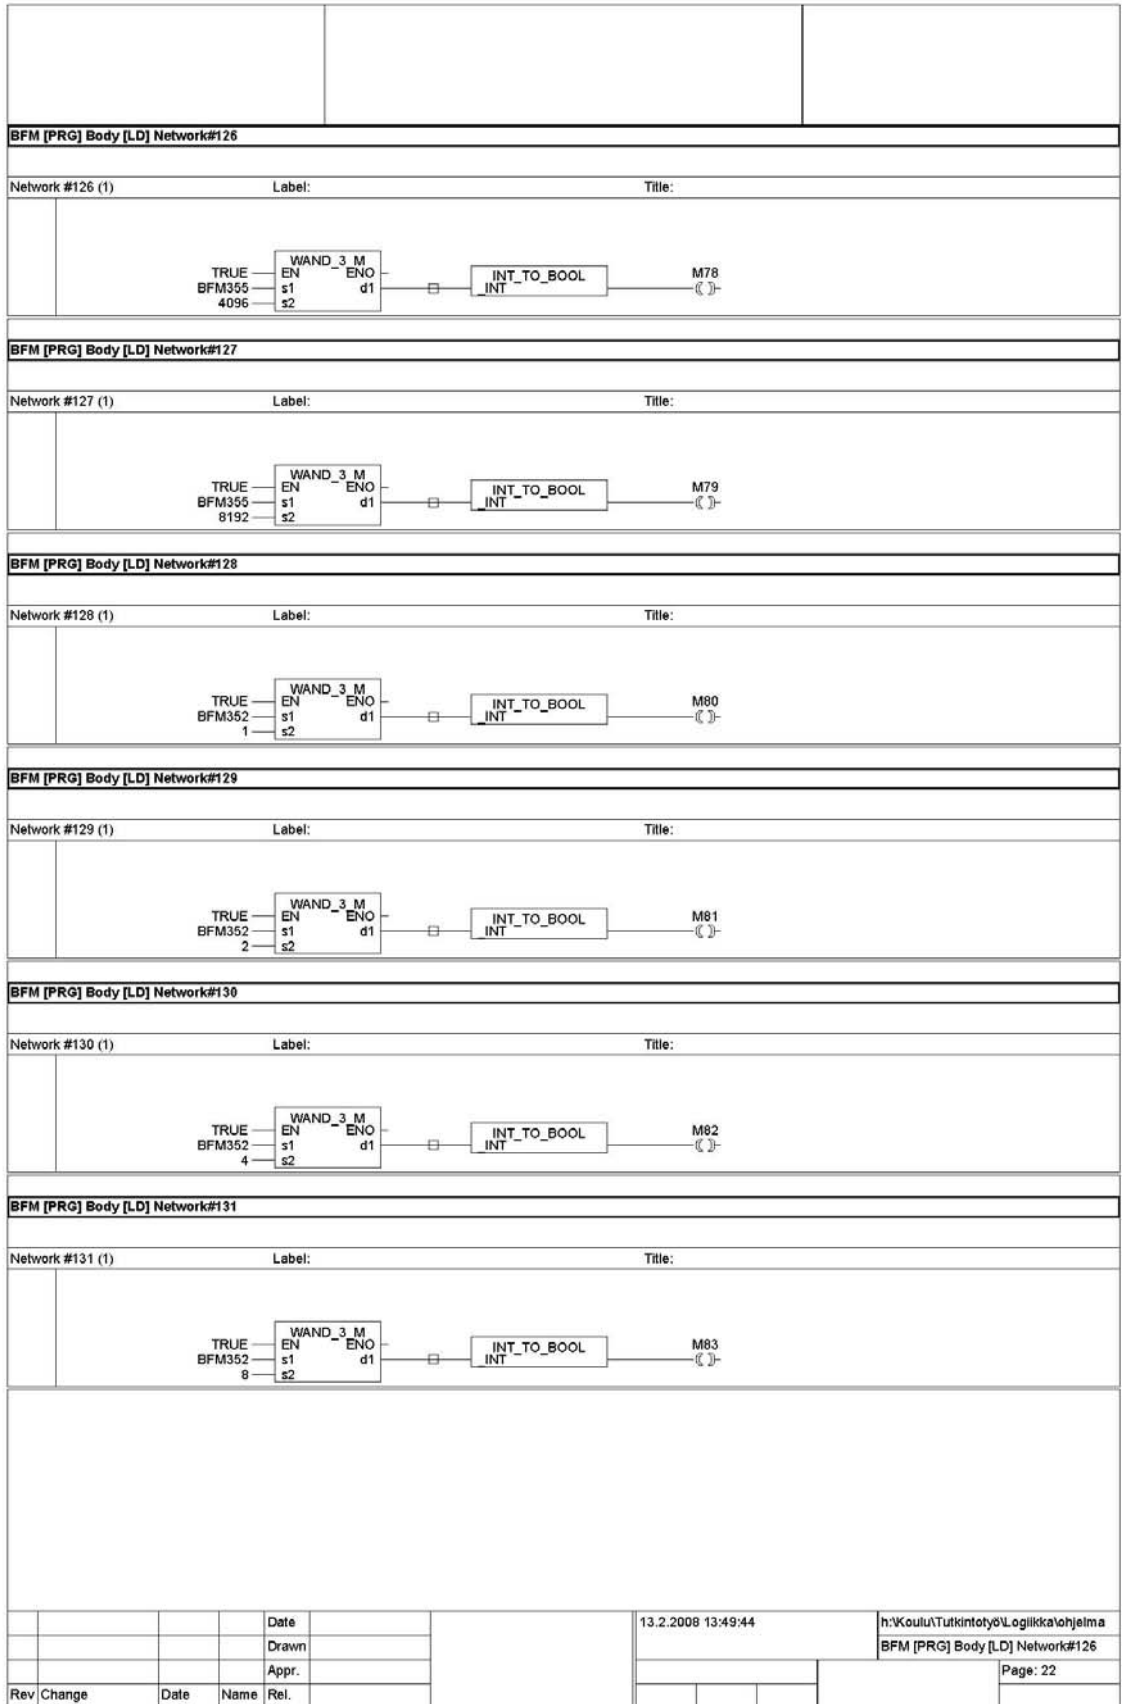 BFM [PRG] Body [LD] Network#126
Network #126 (1) Label: Title:
WAND_3_M
TRUE EN ENO INT_TO_BOOL M78
BFM355 s1 d1 _INT
4096 s2
BFM [PRG] Body [LD] Network#127
Network #127 (1) Label: Title:
WAND_3_M
TRUE EN ENO INT_TO_BOOL M79
BFM355 s1 d1 _INT
8192 s2
BFM [PRG] Body [LD] Network#128
Network #128 (1) Label: Title:
WAND_3_M
TRUE EN ENO INT_TO_BOOL M80
BFM352 s1 d1 _INT
1 s2
BFM [PRG] Body [LD] Network#129
Network #129 (1) Label: Title:
WAND_3_M
TRUE EN ENO INT_TO_BOOL M81
BFM352 s1 d1 _INT
2 s2
BFM [PRG] Body [LD] Network#130
Network #130 (1) Label: Title:
WAND_3_M
TRUE EN ENO INT_TO_BOOL M82
BFM352 s1 d1 _INT
4 s2
BFM [PRG] Body [LD] Network#131
Network #131 (1) Label: Title:
WAND_3_M
TRUE EN ENO INT_TO_BOOL M83
BFM352 s1 d1 _INT
8 s2
Date 13.2.2008 13:49:44 h:\Koulu\Tutkintotyö\Logiikka\ohjelma
Drawn BFM [PRG] Body [LD] Network#126
Appr. Page: 22
Rev Change Date Name Rel.